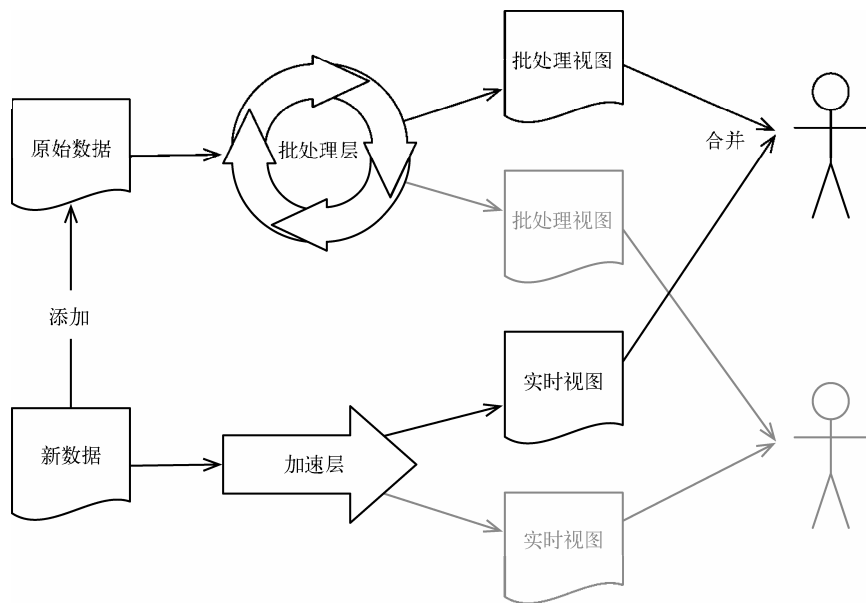 批处理视图
合并
原始数据
批处理层
批处理视图
添加
实时视图
新数据
加速层
实时视图